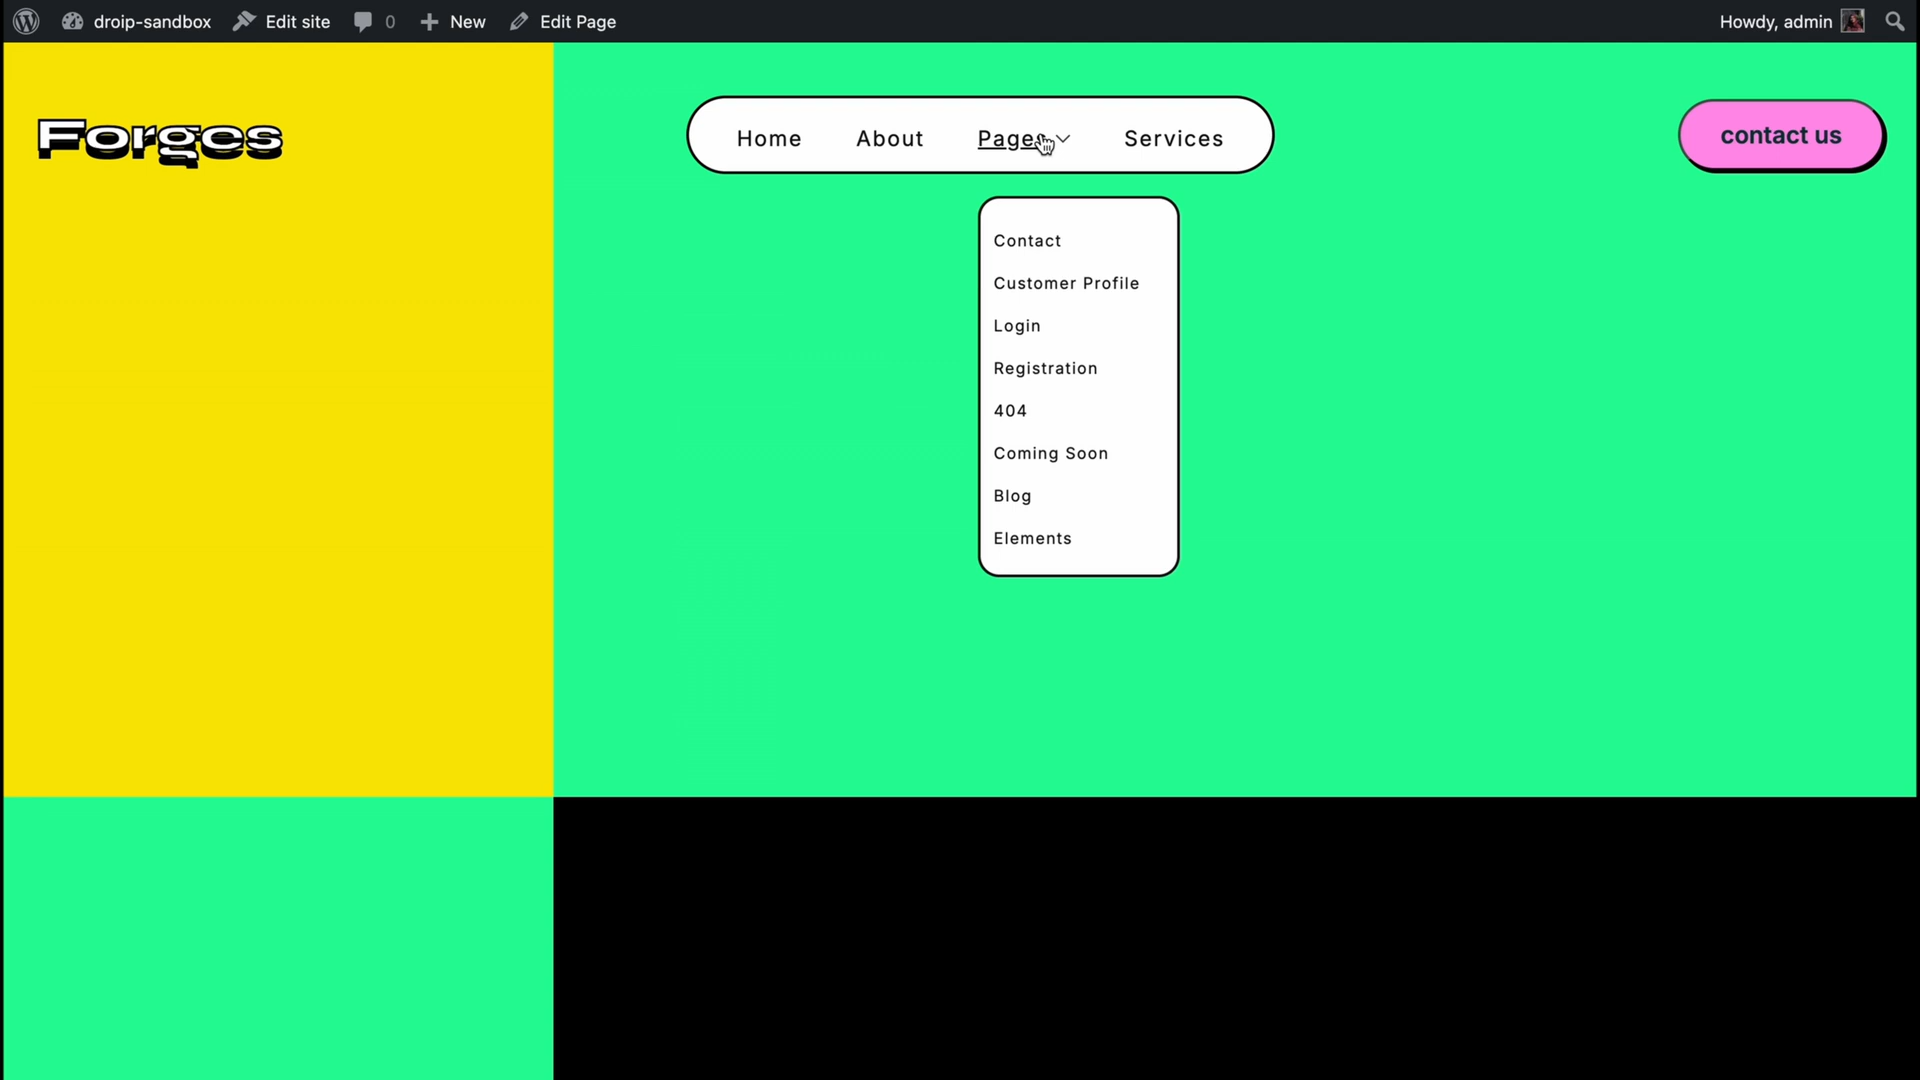 droip-sandbox Edit site 0 New Edit Page Howdy, admin
Forges
Home About Pages Services
contact us
Contact
Customer Profile
Login
Registration
404
Coming Soon
Blog
Elements